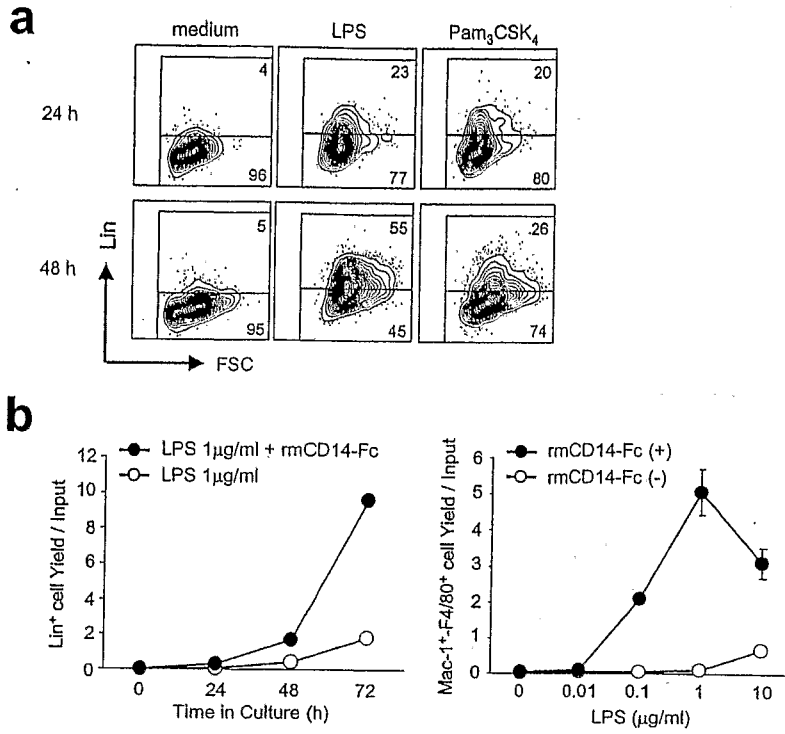 a
medium LPS Pam3CSK4
24 h
4 23 20
96 77 80
48 h
5 55 26
95 45 74
Lin
FSC
b
LPS 1μg/ml + rmCD14-Fc
LPS 1μg/ml
Lin+ cell Yield / Input
12
10
8
6
4
2
0
0 24 48 72
Time in Culture (h)
rmCD14-Fc (+)
rmCD14-Fc (-)
Mac-1+-F4/80+ cell Yield / Input
6
5
4
3
2
1
0
0 0.01 0.1 1 10
LPS (μg/ml)